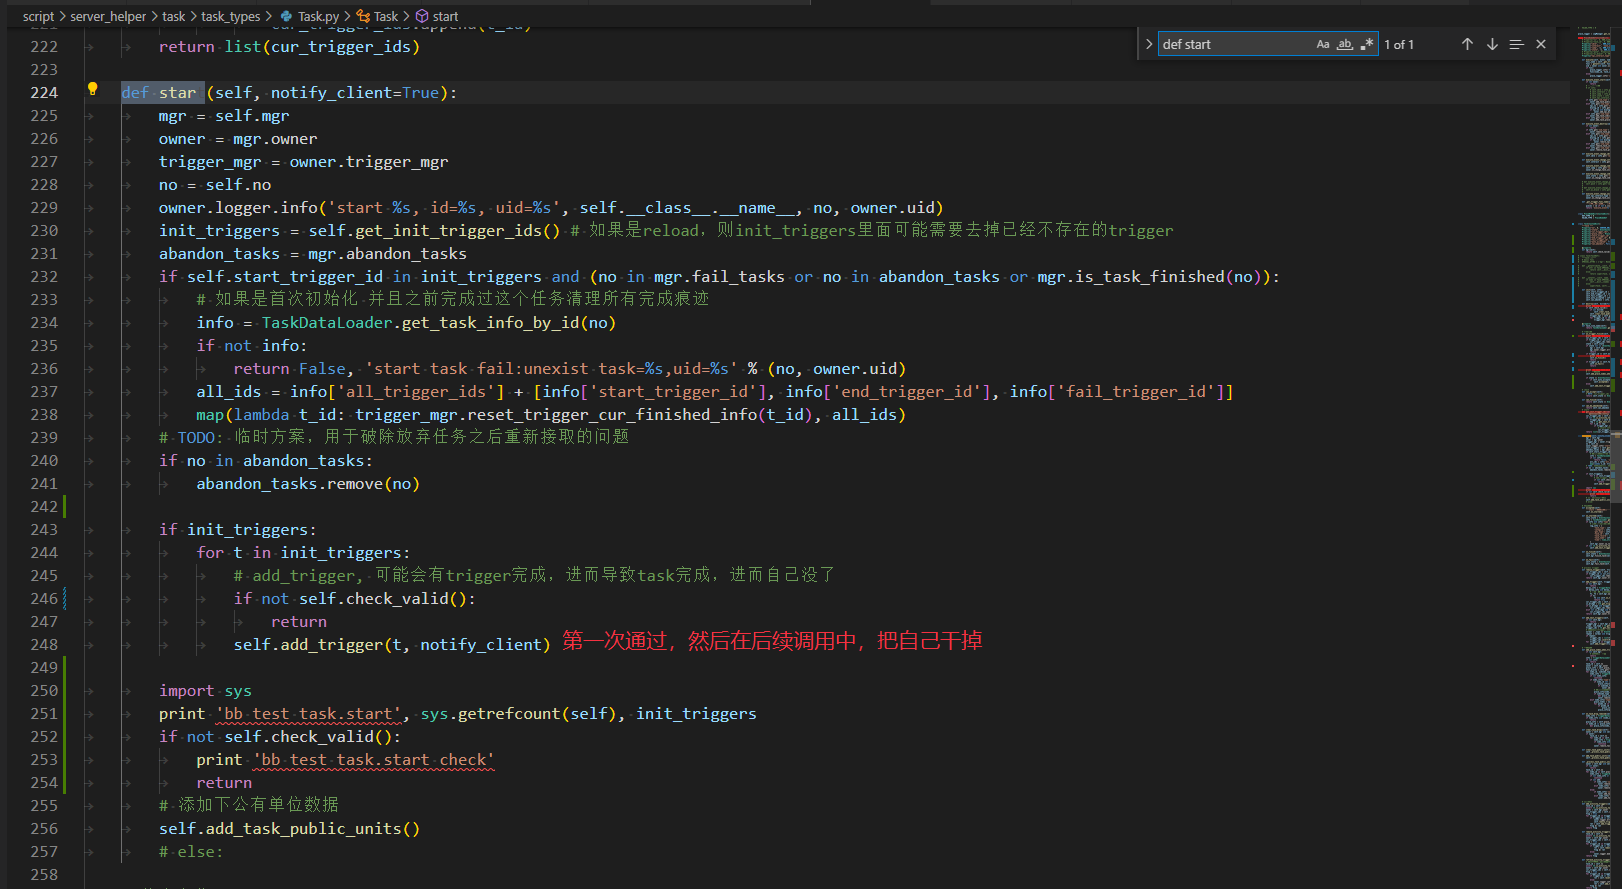 script > server_helper > task > task_types > Task.py > Task > start
def start
Aa ab .* 1 of 1
222 return list(cur_trigger_ids)
223
224 def star (self, notify_client=True):
225 mgr = self.mgr
226 owner = mgr.owner
227 trigger_mgr = owner.trigger_mgr
228 no = self.no
229 owner.logger.info('start %s, id=%s, uid=%s', self.__class__.__name__, no, owner.uid)
230 init_triggers = self.get_init_trigger_ids() # 如果是reload，则init_triggers里面可能需要去掉已经不存在的trigger
231 abandon_tasks = mgr.abandon_tasks
232 if self.start_trigger_id in init_triggers and (no in mgr.fail_tasks or no in abandon_tasks or mgr.is_task_finished(no)):
233 # 如果是首次初始化 并且之前完成过这个任务清理所有完成痕迹
234 info = TaskDataLoader.get_task_info_by_id(no)
235 if not info:
236 return False, 'start task fail:unexist task=%s,uid=%s' % (no, owner.uid)
237 all_ids = info['all_trigger_ids'] + [info['start_trigger_id'], info['end_trigger_id'], info['fail_trigger_id']]
238 map(lambda t_id: trigger_mgr.reset_trigger_cur_finished_info(t_id), all_ids)
239 # TODO: 临时方案，用于破除放弃任务之后重新接取的问题
240 if no in abandon_tasks:
241 abandon_tasks.remove(no)
242
243 if init_triggers:
244 for t in init_triggers:
245 # add_trigger, 可能会有trigger完成，进而导致task完成，进而自己没了
246 if not self.check_valid():
247 return
248 self.add_trigger(t, notify_client) 第一次通过，然后在后续调用中，把自己干掉
249
250 import sys
251 print 'bb test task.start', sys.getrefcount(self), init_triggers
252 if not self.check_valid():
253 print 'bb test task.start check'
254 return
255 # 添加下公有单位数据
256 self.add_task_public_units()
257 # else:
258